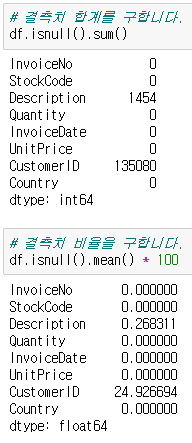 # 결측치 합계를 구합니다.
df.isnull().sum()
InvoiceNo 0
StockCode 0
Description 1454
Quantity 0
InvoiceDate 0
UnitPrice 0
CustomerID 135080
Country 0
dtype: int64
# 결측치 비율을 구합니다.
df.isnull().mean() * 100
InvoiceNo 0.000000
StockCode 0.000000
Description 0.268311
Quantity 0.000000
InvoiceDate 0.000000
UnitPrice 0.000000
CustomerID 24.926694
Country 0.000000
dtype: float64